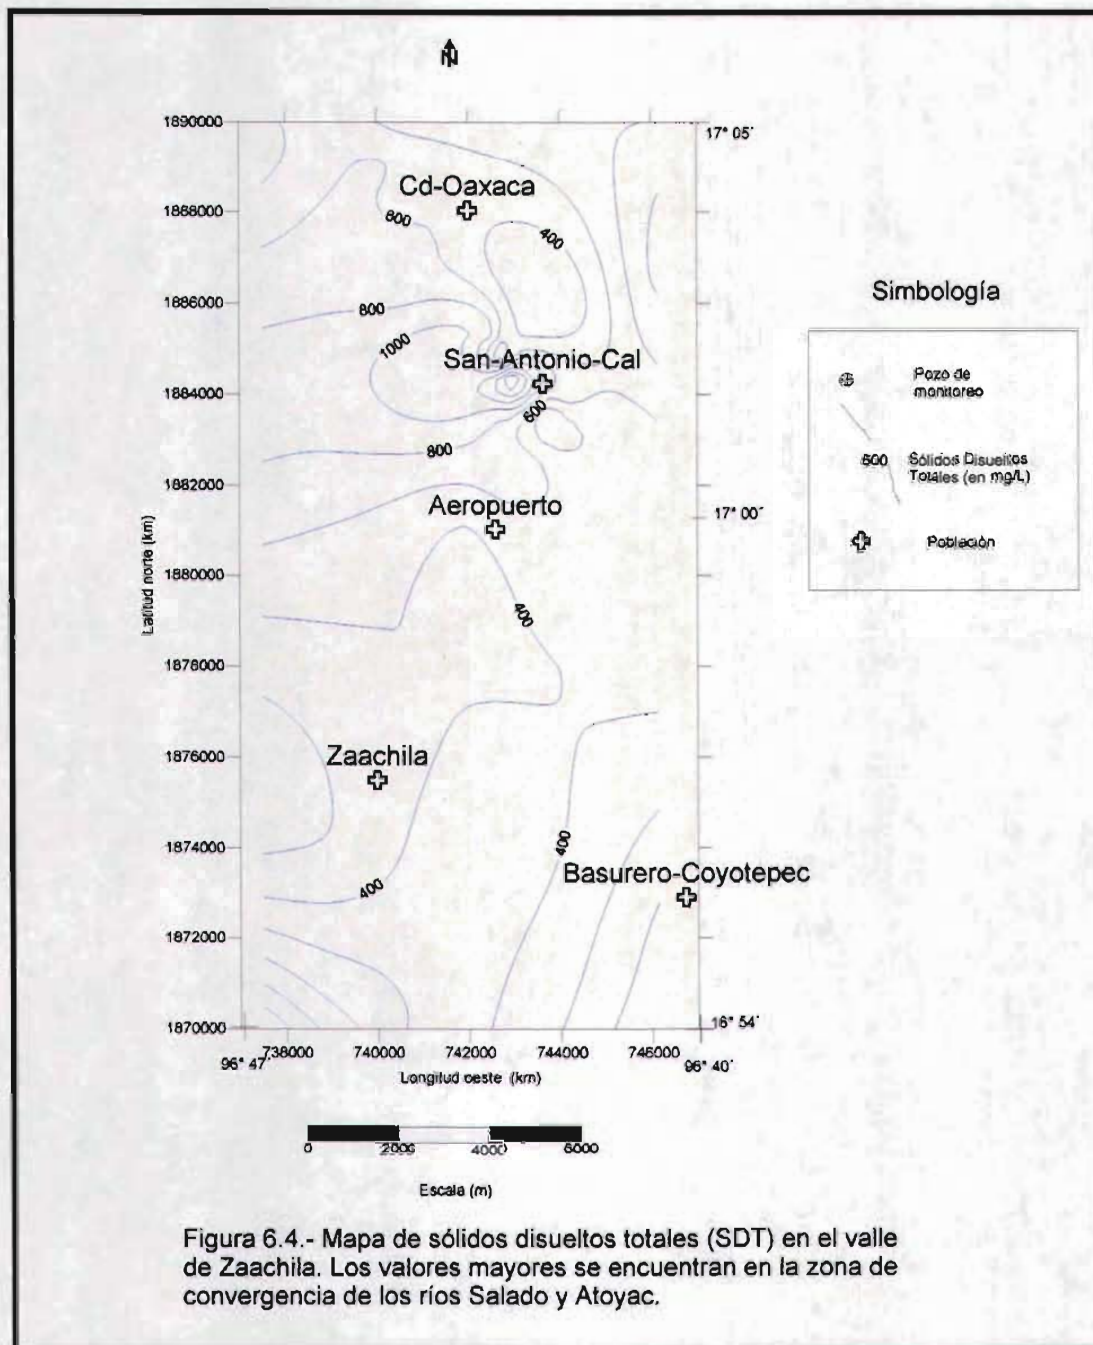 N
1890000
17° 05´
Cd-Oaxaca
1888000
600
400
1886000
800
1000
San-Antonio-Cal
1884000
600
800
1882000
Aeropuerto
17° 00´
1880000
400
1878000
Zaachila
1876000
1874000
400
Basurero-Coyotepec
400
1872000
1870000
16° 54´
Latitud norte (km)
738000 740000 742000 744000 746000
96° 47´ 96° 40´
Longitud oeste (km)
0 2000 4000 6000
Escala (m)
Simbología
Pozo de
monitoreo
500 Sólidos Disueltos
Totales (en mg/L)
Población
Figura 6.4.- Mapa de sólidos disueltos totales (SDT) en el valle
de Zaachila. Los valores mayores se encuentran en la zona de
convergencia de los ríos Salado y Atoyac.